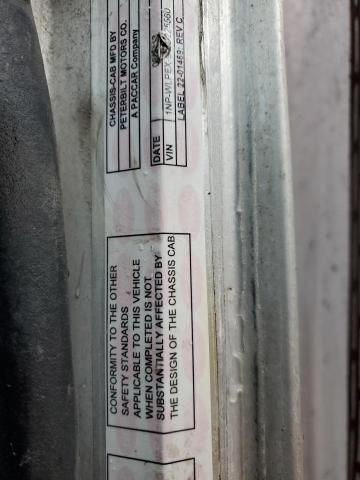 CHASSIS-CAB MFD BY
PETERBILT MOTORS CO.
A PACCAR Company
DATE
VIN
LABEL 22-01469: REV C
CONFORMITY TO THE OTHER
SAFETY STANDARDS
APPLICABLE TO THIS VEHICLE
WHEN COMPLETED IS NOT
SUBSTANTIALLY AFFECTED BY
THE DESIGN OF THE CHASSIS CAB